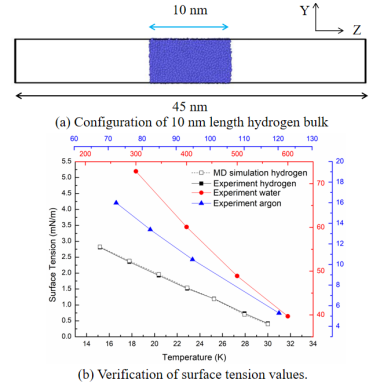 10 nm
Y
Z
45 nm
(a) Configuration of 10 nm length hydrogen bulk
60 70 80 90 100 110 120 130
200 300 400 500 600
5.5
5.0
4.5
4.0
3.5
3.0
2.5
2.0
1.5
1.0
0.5
0.0
Surface Tension (mN/m)
MD simulation hydrogen
Experiment hydrogen
Experiment water
Experiment argon
70
60
50
40
20
18
16
14
12
10
8
6
4
14 16 18 20 22 24 26 28 30 32 34
Temperature (K)
(b) Verification of surface tension values.